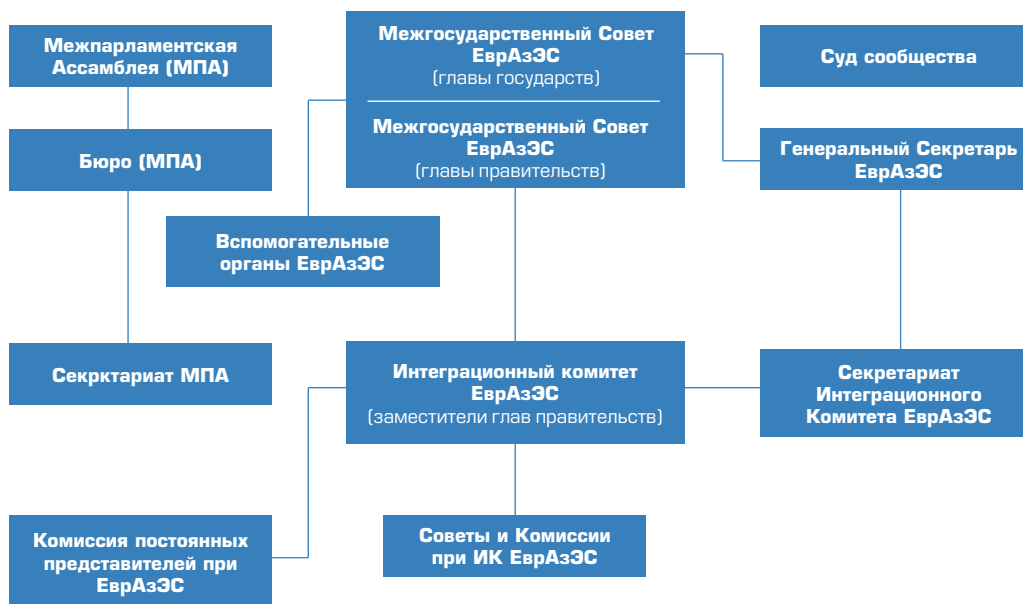 Межпарламентская
Ассамблея (МПА)
Межгосударственный Совет
ЕврАзЭС
(главы государств)
Межгосударственный Совет
ЕврАзЭС
(главы правительств)
Суд сообщества
Бюро (МПА)
Генеральный Секретарь
ЕврАзЭС
Вспомогательные
органы ЕврАзЭС
Секрктариат МПА
Интеграционный комитет
ЕврАзЭС
(заместители глав правительств)
Секретариат
Интеграционного
Комитета ЕврАзЭС
Комиссия постоянных
представителей при
ЕврАзЭС
Советы и Комиссии
при ИК ЕврАзЭС